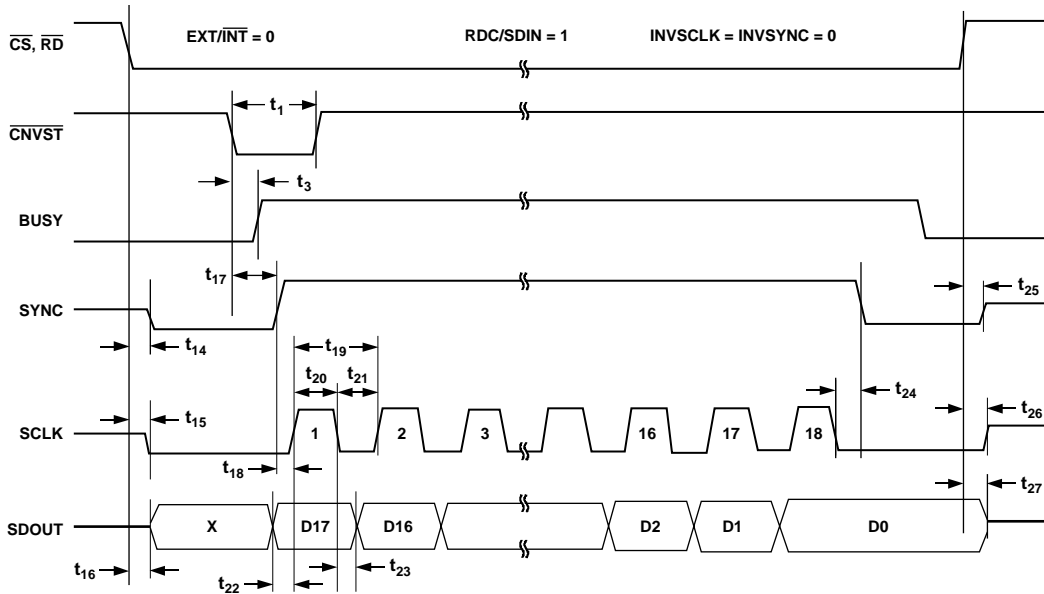 EXT/INT = 0 RDC/SDIN = 1 INVSCLK = INVSYNC = 0
CS, RD
t1
CNVST
t3
BUSY
t17
SYNC
t25
t14
t19
t20 t21
t24
t15
t26
SCLK
1 2 3 16 17 18
t18
t27
SDOUT
X D17 D16 D2 D1 D0
t16
t22
t23